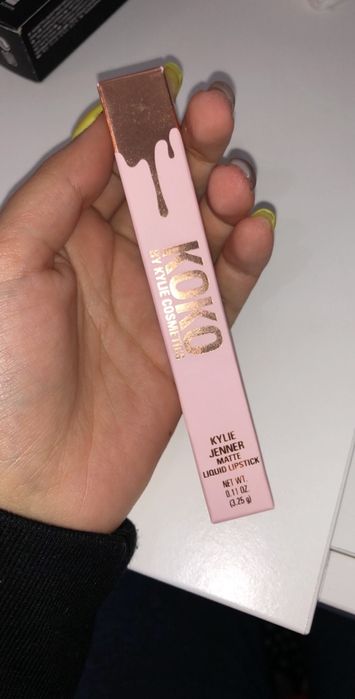 KOKO
BY KYLIE COSMETICS
KYLIE
JENNER
MATTE
LIQUID LIPSTICK
NET WT.
0.11 OZ.
(3.25 g)